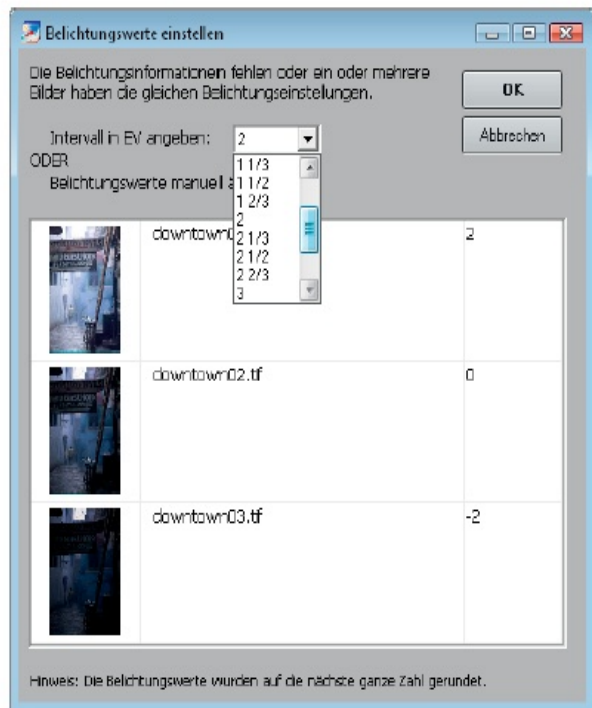 Belichtungswerte einstellen
Die Belichtungsinformationen fehlen oder ein oder mehrere
Bilder haben die gleichen Belichtungseinstellungen.
OK
Abbrechen
Intervall in EV angeben: 2
ODER
Belichtungswerte manuell
1 1/3
1 1/2
1 2/3
2
2 1/3
2 1/2
2 2/3
3
2
downtown02.tf
0
downtown03.tf
-2
Hinweis: Die Belichtungswerte wurden auf die nächste ganze Zahl gerundet.